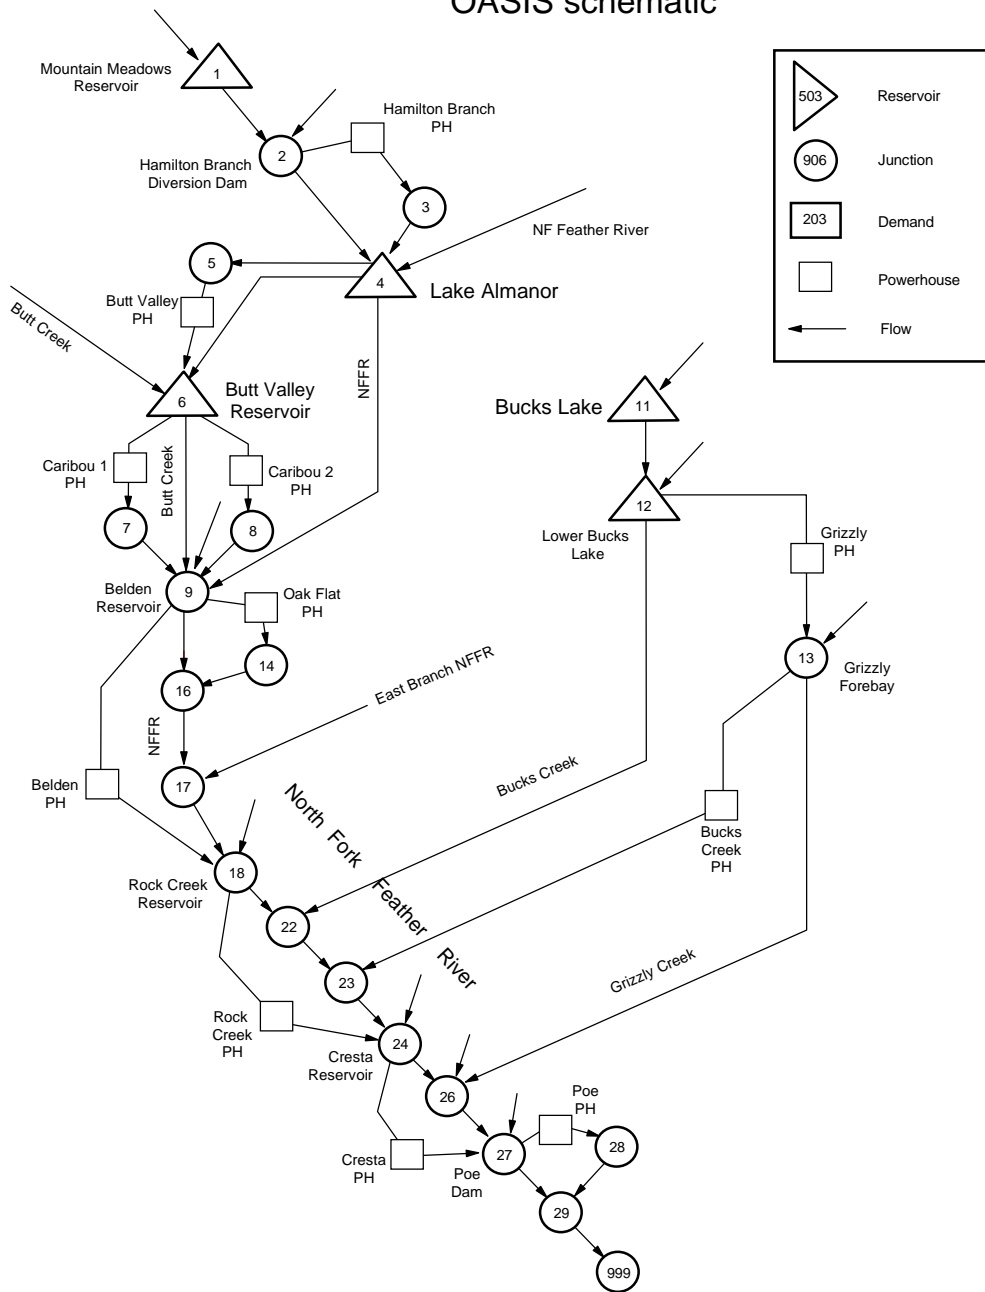 OASIS schematic
Mountain Meadows
Reservoir
1
Hamilton Branch
PH
2
Hamilton Branch
Diversion Dam
3
NF Feather River
503
Reservoir
906
Junction
203
Demand
Powerhouse
Flow
5
4
Lake Almanor
Butt Valley
PH
Butt Creek
NFFR
6
Butt Valley
Reservoir
Bucks Lake
11
Caribou 1
PH
Butt Creek
Caribou 2
PH
7
8
12
Lower Bucks
Lake
Grizzly
PH
Belden
Reservoir
9
Oak Flat
PH
14
13
Grizzly
Forebay
16
East Branch NFFR
NFFR
17
Belden
PH
Bucks Creek
Bucks
Creek
PH
North Fork Feather River
18
Rock Creek
Reservoir
22
23
Grizzly Creek
Rock
Creek
PH
24
Cresta
Reservoir
26
Poe
PH
Cresta
PH
27
Poe
Dam
28
29
999